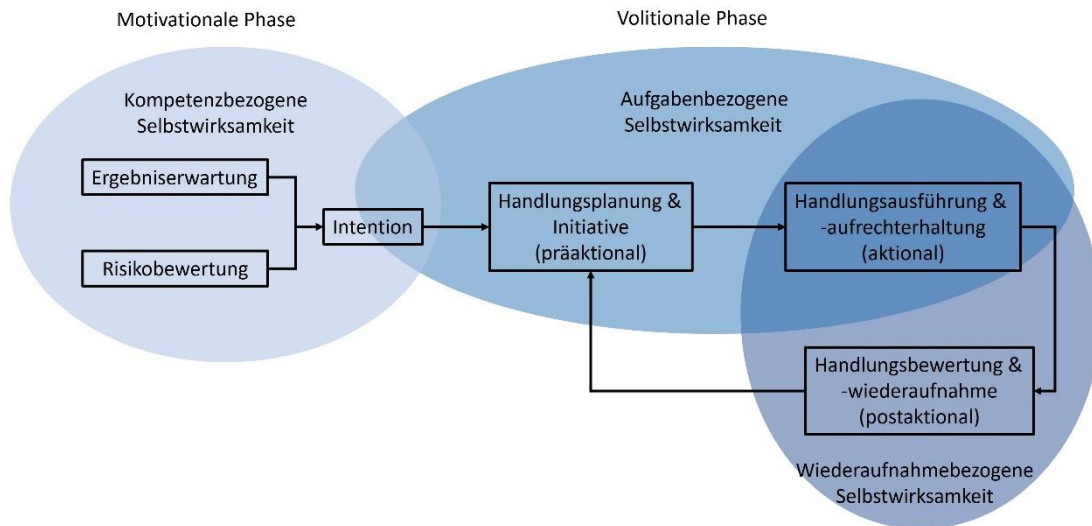 Motivationale Phase
Volitionale Phase
Kompetenzbezogene
Selbstwirksamkeit
Aufgabenbezogene
Selbstwirksamkeit
Ergebniserwartung
Risikobewertung
Intention
Handlungsplanung &
Initiative
(präaktional)
Handlungsausführung &
-aufrechterhaltung
(aktional)
Handlungsbewertung &
-wiederaufnahme
(postaktional)
Wiederaufnahmebezogene
Selbstwirksamkeit